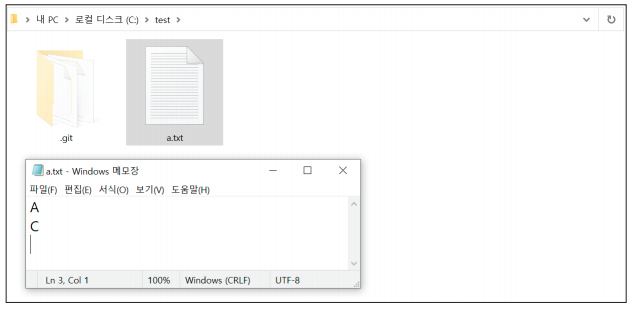 내 PC > 로컬 디스크 (C:) > test >
.git
a.txt
a.txt - Windows 메모장
파일(F) 편집(E) 서식(O) 보기(V) 도움말(H)
A
C
Ln 3, Col 1 100% Windows (CRLF) UTF-8